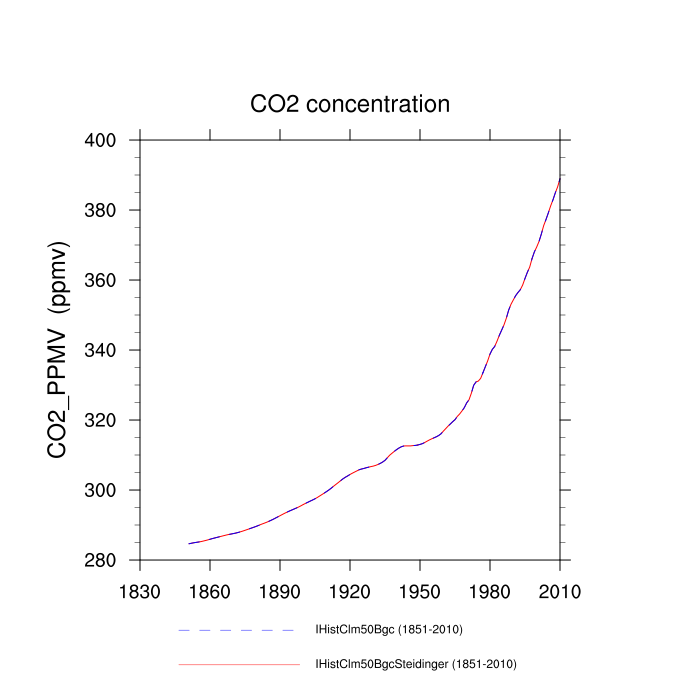 CO2 concentration
400
380
360
340
320
300
280
CO2_PPMV (ppmv)
1830 1860 1890 1920 1950 1980 2010
IHistClm50Bgc (1851-2010)
IHistClm50BgcSteidinger (1851-2010)